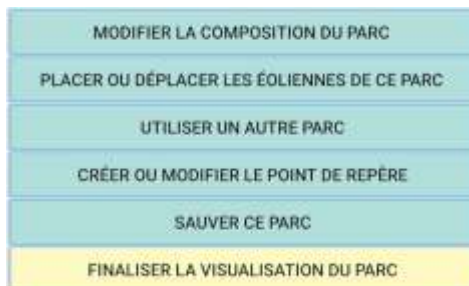 MODIFIER LA COMPOSITION DU PARC
PLACER OU DÉPLACER LES ÉOLIENNES DE CE PARC
UTILISER UN AUTRE PARC
CRÉER OU MODIFIER LE POINT DE REPÈRE
SAUVER CE PARC
FINALISER LA VISUALISATION DU PARC